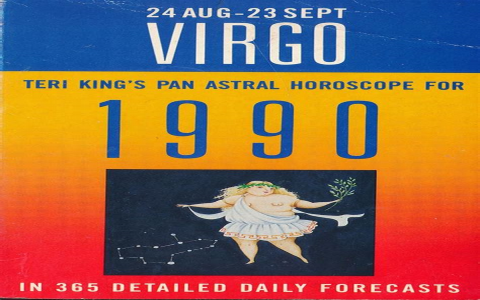 24 AUG-23 SEPT
VIRGO
TERI KING'S PAN ASTRAL HOROSCOPE FOR
1990
IN 365 DETAILED DAILY FORECASTS